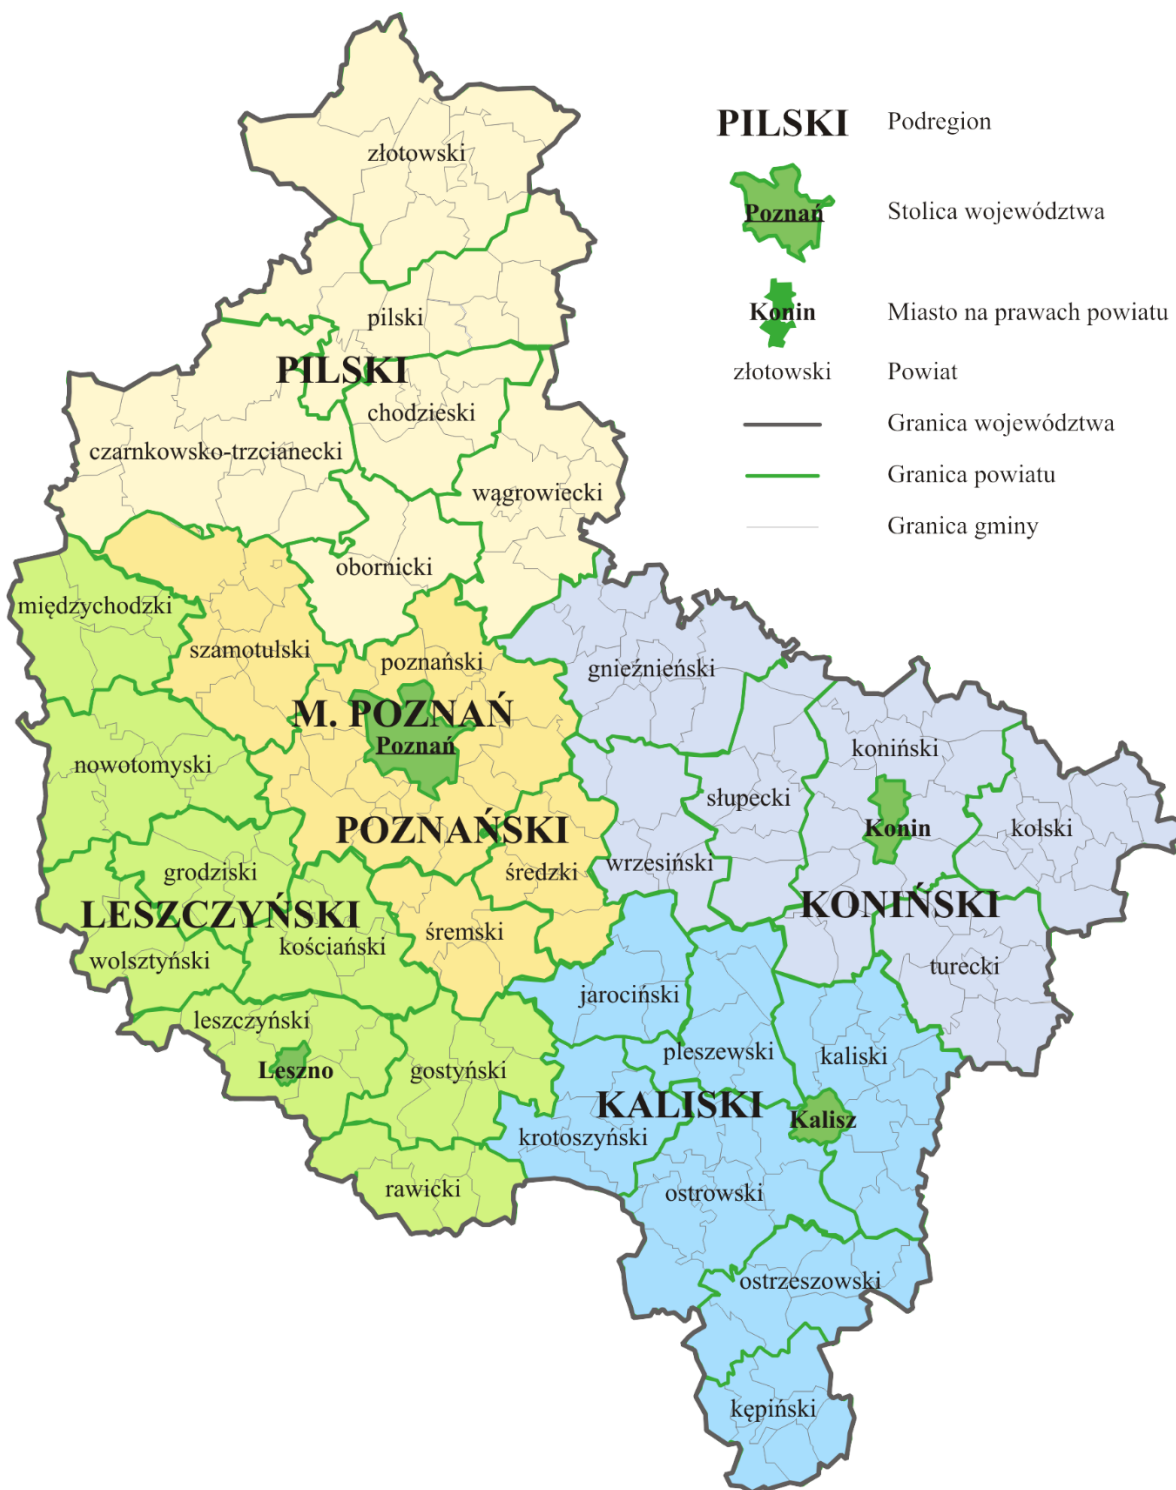 PILSKI Podregion
Poznań Stolica województwa
Konin Miasto na prawach powiatu
złotowski Powiat
Granica województwa
Granica powiatu
Granica gminy
złotowski
pilski
PILSKI
chodzieski
czarnkowsko-trzcianecki
wągrowiecki
obornicki
międzychodzki
szamotulski
poznański
gnieźnieński
M. POZNAŃ
Poznań
koniński
nowotomyski
słupecki
POZNAŃSKI
Konin
kolski
grodziski
średzki
wrzesiński
LESZCZYŃSKI
KONIŃSKI
kościański
śremski
wolsztyński
turecki
jarociński
leszczyński
pleszewski
kaliski
Leszno
gostyński
KALISKI
Kalisz
krotoszyński
rawicki
ostrowski
ostrzeszowski
kępiński